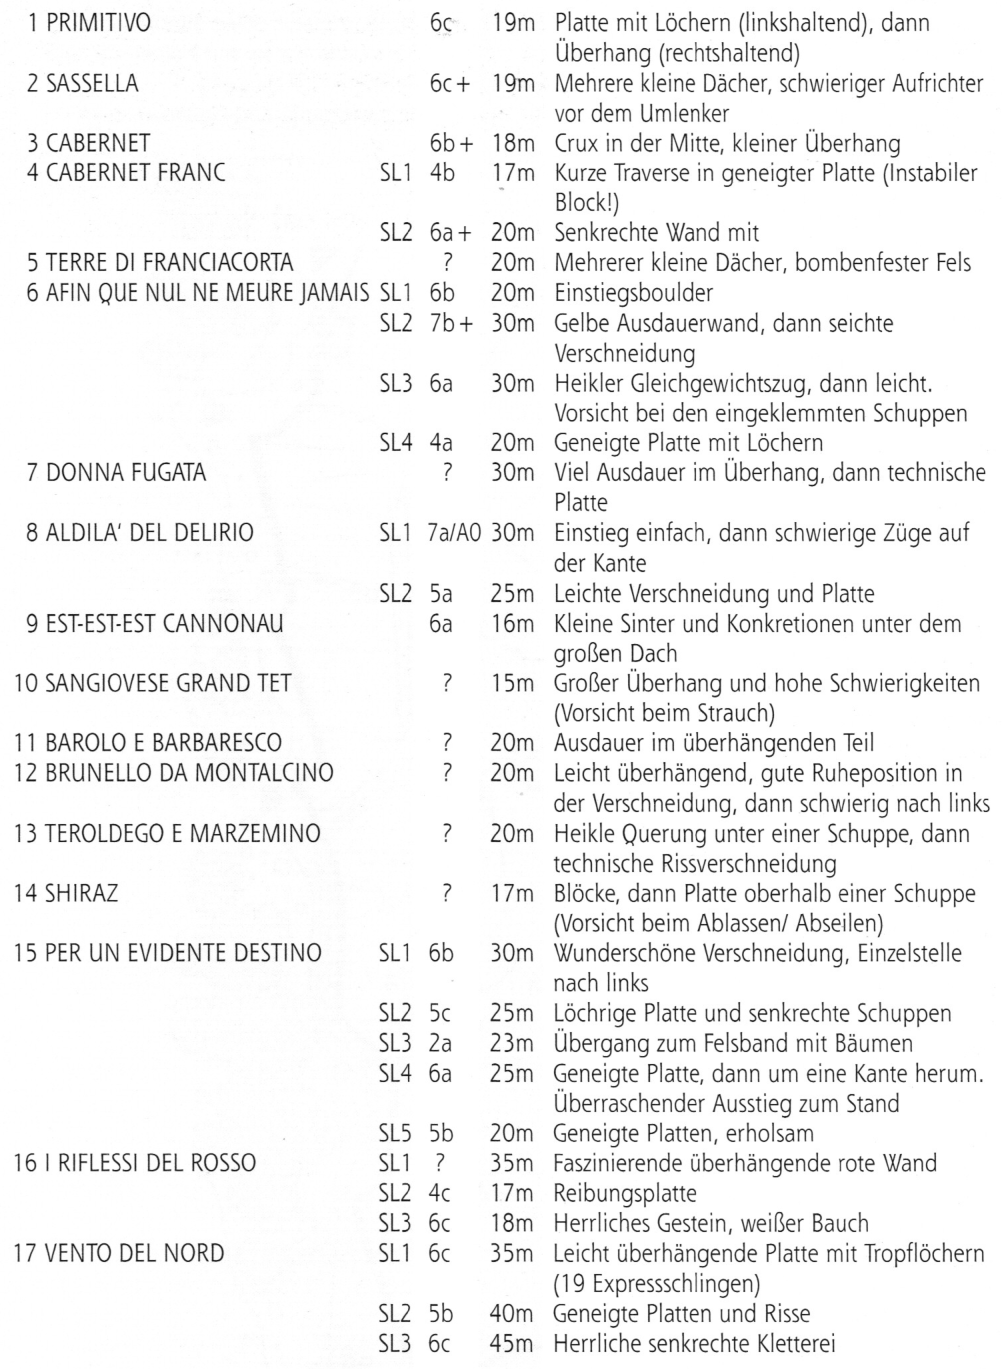 1 PRIMITIVO 6c 19m Platte mit Löchern (linkshaltend), dann
Überhang (rechtshaltend)
2 SASSELLA 6c+ 19m Mehrere kleine Dächer, schwieriger Aufrichter
vor dem Umlenker
3 CABERNET 6b+ 18m Crux in der Mitte, kleiner Überhang
4 CABERNET FRANC SL1 4b 17m Kurze Traverse in geneigter Platte (Instabiler
Block!)
SL2 6a+ 20m Senkrechte Wand mit
5 TERRE DI FRANCIACORTA ? 20m Mehrerer kleine Dächer, bombenfester Fels
6 AFIN QUE NUL NE MEURE JAMAIS SL1 6b 20m Einstiegsboulder
SL2 7b+ 30m Gelbe Ausdauerwand, dann seichte
Verschneidung
SL3 6a 30m Heikler Gleichgewichtszug, dann leicht.
Vorsicht bei den eingeklemmten Schuppen
SL4 4a 20m Geneigte Platte mit Löchern
7 DONNA FUGATA ? 30m Viel Ausdauer im Überhang, dann technische
Platte
8 ALDILA' DEL DELIRIO SL1 7a/A0 30m Einstieg einfach, dann schwierige Züge auf
der Kante
SL2 5a 25m Leichte Verschneidung und Platte
9 EST-EST-EST CANNONAU 6a 16m Kleine Sinter und Konkretionen unter dem
großen Dach
10 SANGIOVESE GRAND TET ? 15m Großer Überhang und hohe Schwierigkeiten
(Vorsicht beim Strauch)
11 BAROLO E BARBARESCO ? 20m Ausdauer im überhängenden Teil
12 BRUNELLO DA MONTALCINO ? 20m Leicht überhängend, gute Ruheposition in
der Verschneidung, dann schwierig nach links
13 TEROLDEGO E MARZEMINO ? 20m Heikle Querung unter einer Schuppe, dann
technische Rissverschneidung
14 SHIRAZ ? 17m Blöcke, dann Platte oberhalb einer Schuppe
(Vorsicht beim Ablassen/ Abseilen)
15 PER UN EVIDENTE DESTINO SL1 6b 30m Wunderschöne Verschneidung, Einzelstelle
nach links
SL2 5c 25m Löchrige Platte und senkrechte Schuppen
SL3 2a 23m Übergang zum Felsband mit Bäumen
SL4 6a 25m Geneigte Platte, dann um eine Kante herum.
Überraschender Ausstieg zum Stand
SL5 5b 20m Geneigte Platten, erholsam
16 I RIFLESSI DEL ROSSO SL1 ? 35m Faszinierende überhängende rote Wand
SL2 4c 17m Reibungsplatte
SL3 6c 18m Herrliches Gestein, weißer Bauch
17 VENTO DEL NORD SL1 6c 35m Leicht überhängende Platte mit Tropflöchern
(19 Expressschlingen)
SL2 5b 40m Geneigte Platten und Risse
SL3 6c 45m Herrliche senkrechte Kletterei